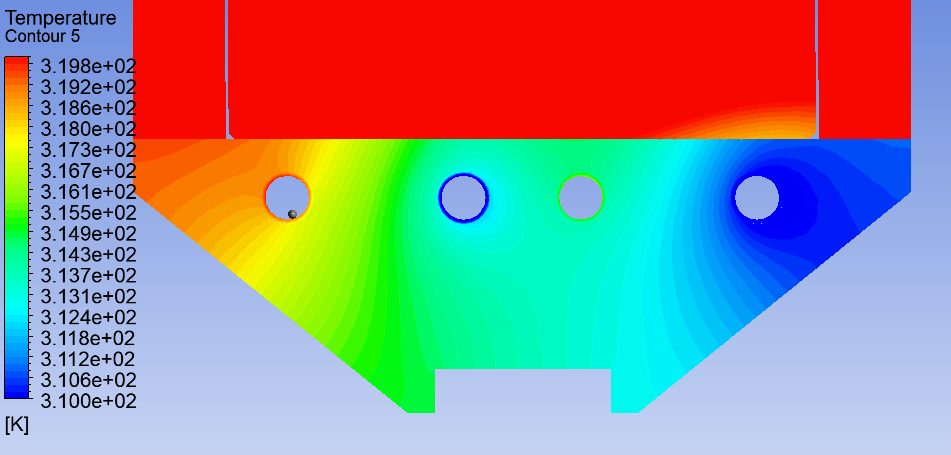 Temperature
Contour 5
3.198e+02
3.192e+02
3.186e+02
3.180e+02
3.173e+02
3.167e+02
3.161e+02
3.155e+02
3.149e+02
3.143e+02
3.137e+02
3.131e+02
3.124e+02
3.118e+02
3.112e+02
3.106e+02
3.100e+02
[K]